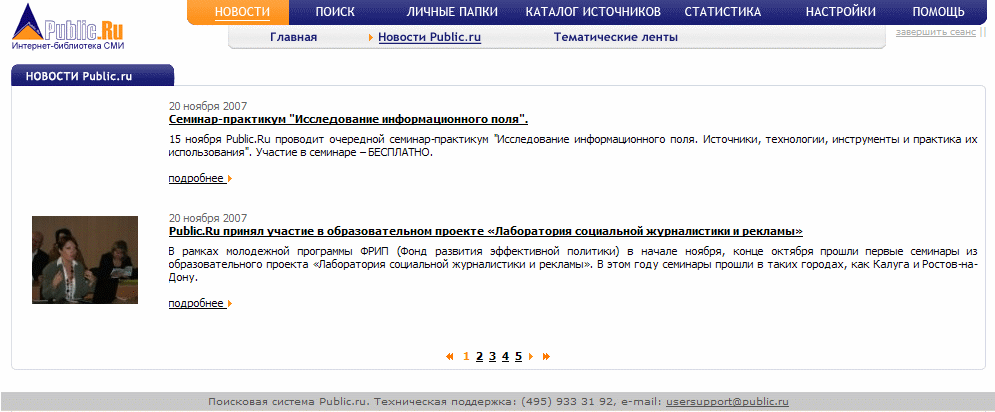 Public.Ru
Интернет-библиотека СМИ
НОВОСТИ ПОИСК ЛИЧНЫЕ ПАПКИ КАТАЛОГ ИСТОЧНИКОВ СТАТИСТИКА НАСТРОЙКИ ПОМОЩЬ
Главная Новости Public.ru Тематические ленты
завершить сеанс
НОВОСТИ Public.ru
20 ноября 2007
Семинар-практикум "Исследование информационного поля".
15 ноября Public.Ru проводит очередной семинар-практикум "Исследование информационного поля. Источники, технологии, инструменты и практика их
использования". Участие в семинаре – БЕСПЛАТНО.
подробнее
20 ноября 2007
Public.Ru принял участие в образовательном проекте «Лаборатория социальной журналистики и рекламы»
В рамках молодежной программы ФРИП (Фонд развития эффективной политики) в начале ноября, конце октября прошли первые семинары из
образовательного проекта «Лаборатория социальной журналистики и рекламы». В этом году семинары прошли в таких городах, как Калуга и Ростов-на-
Дону.
подробнее
1 2 3 4 5
Поисковая система Public.ru. Техническая поддержка: (495) 933 31 92, e-mail: usersupport@public.ru